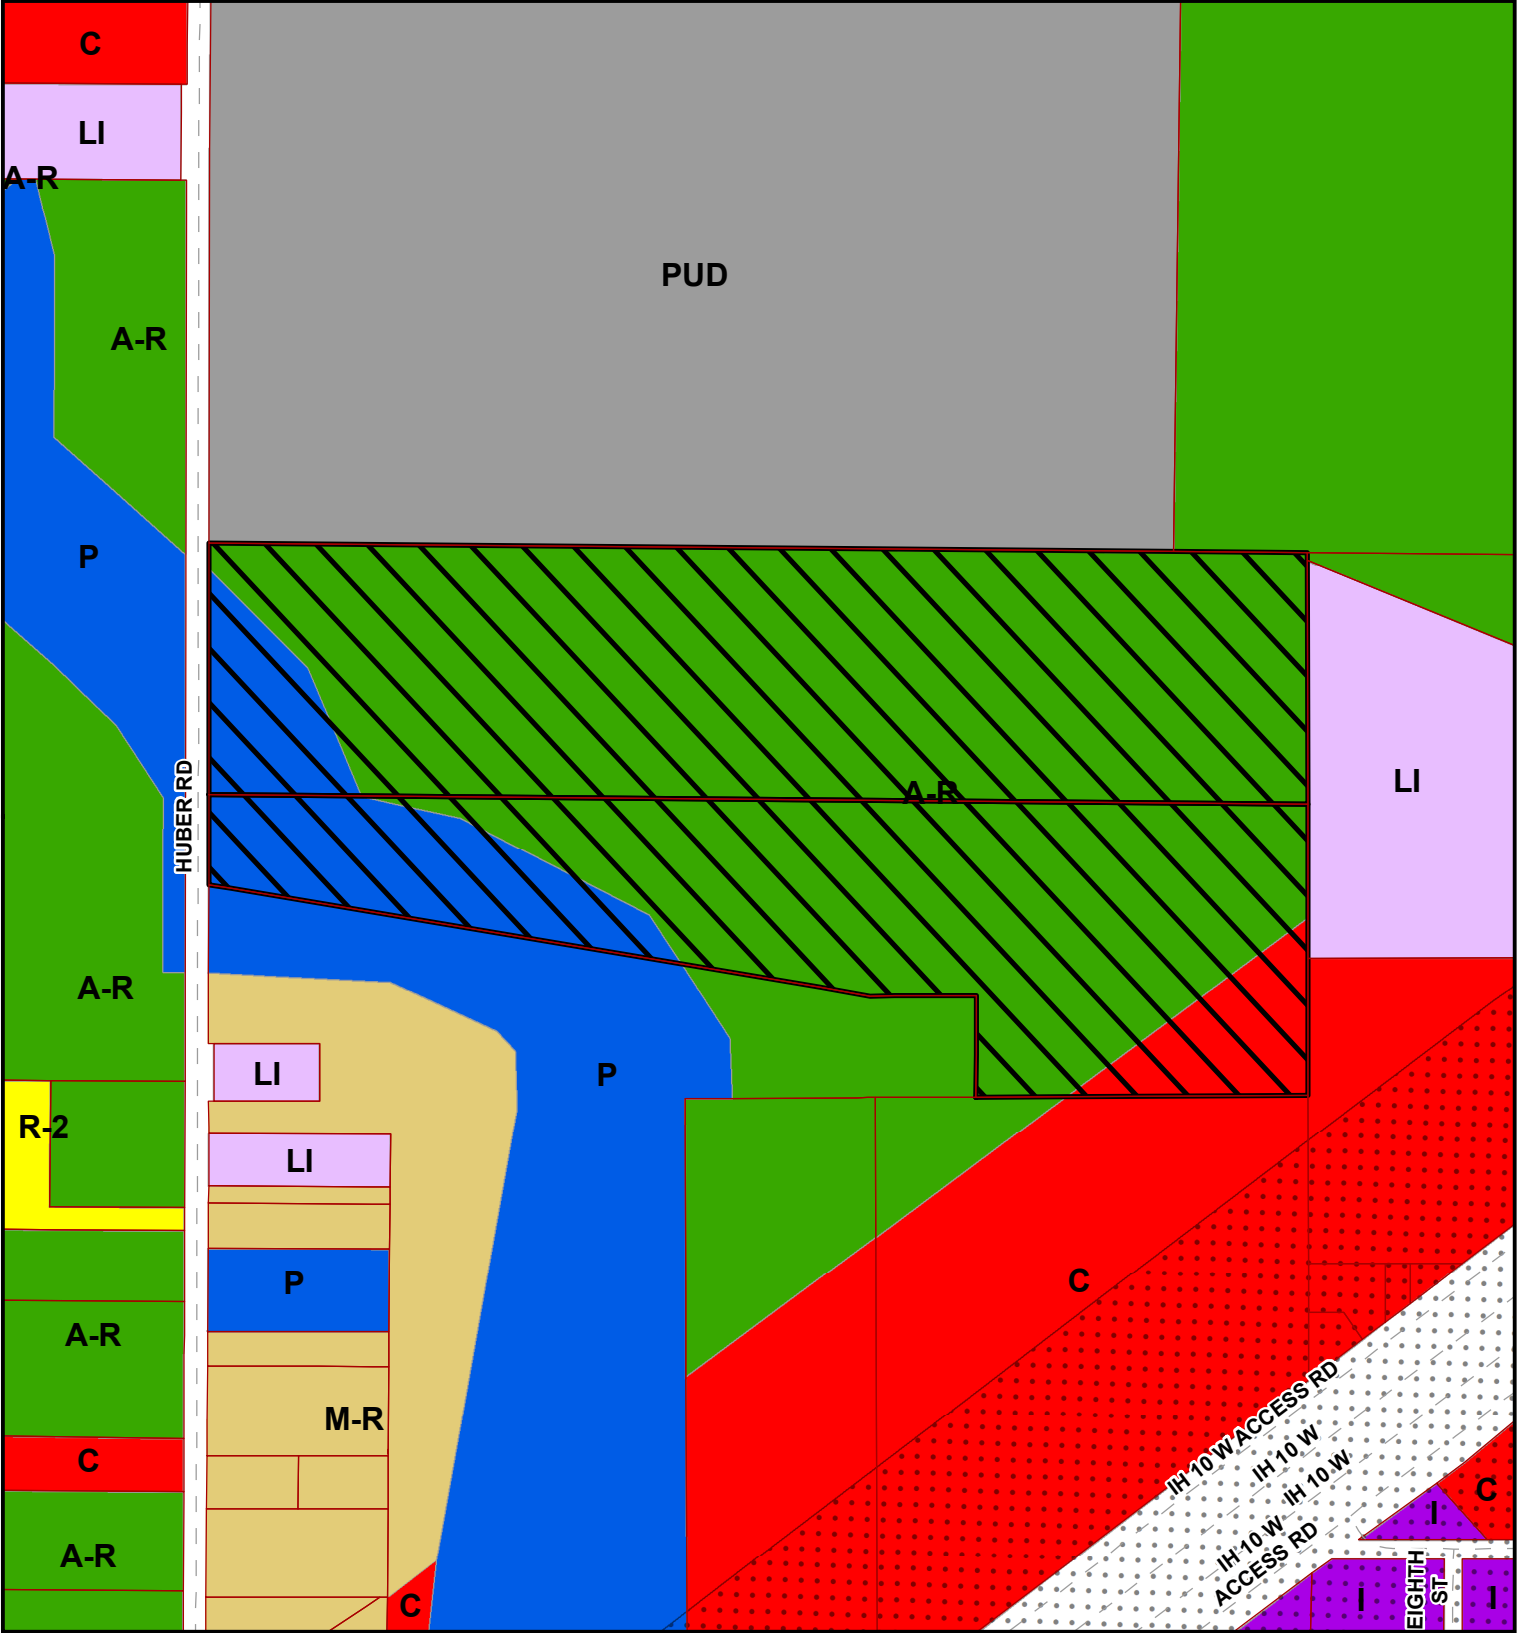 C
LI
A-R
PUD
A-R
P
LI
A-R
HUBER RD
A-R
LI
P
R-2
LI
C
P
A-R
IH 10 W ACCESS RD
M-R
IH 10 W
C
IH 10 W
C
I
IH 10 W
ACCESS RD
A-R
EIGHTH
ST
I
I
C